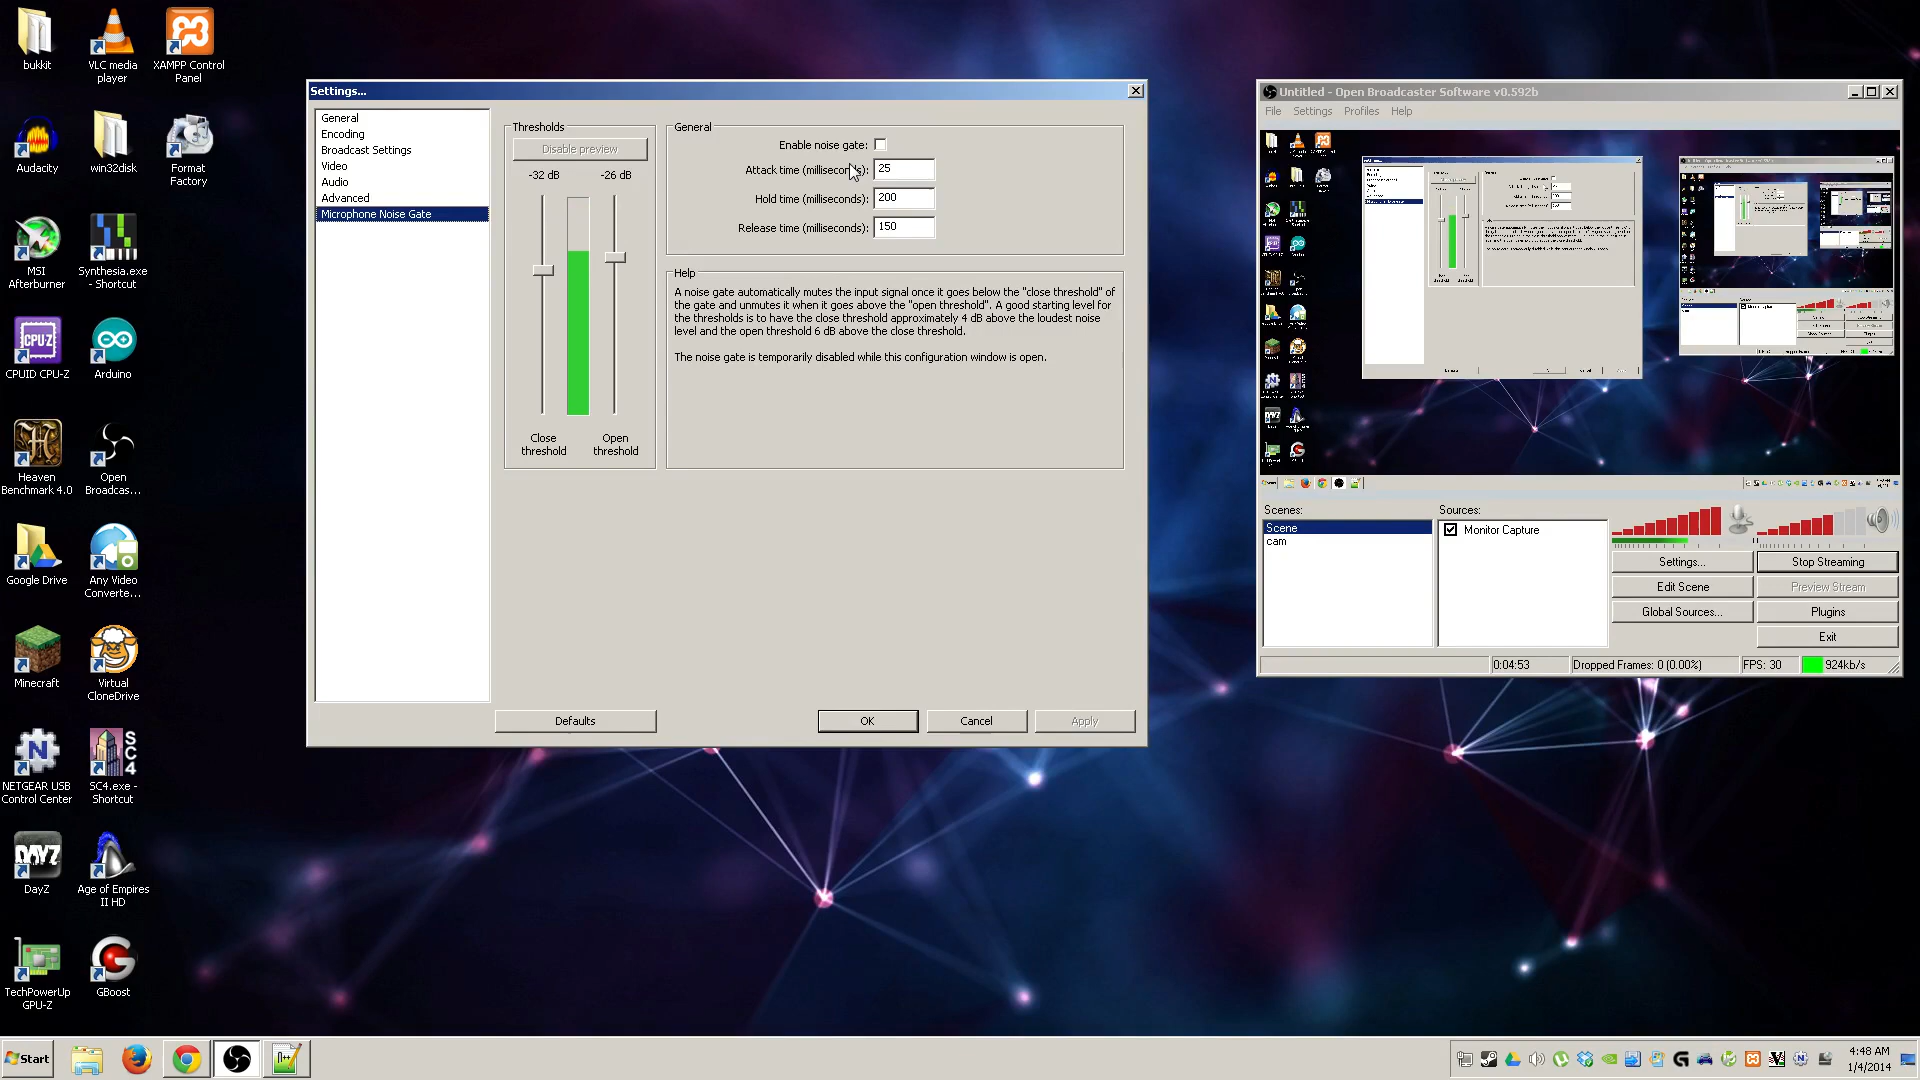 bukkit
VLC media
player
XAMPP Control
Panel
Audacity
win32disk
Format
Factory
MSI
Afterburner
Synthesia.exe
- Shortcut
CPU-Z
CPUID CPU-Z
Arduino
Heaven
Benchmark 4.0
Open
Broadcas...
Google Drive
Any Video
Converte...
Minecraft
Virtual
CloneDrive
NETGEAR USB
Control Center
SC4
SC4.exe -
Shortcut
DAYZ
DayZ
Age of Empires
II HD
TechPowerUp
GPU-Z
GBoost
Settings...
General
Encoding
Broadcast Settings
Video
Audio
Advanced
Microphone Noise Gate
Thresholds
Disable preview
-32 dB
-26 dB
Close
threshold
Open
threshold
General
Enable noise gate:
Attack time (milliseconds): 25
Hold time (milliseconds): 200
Release time (milliseconds): 150
Help
A noise gate automatically mutes the input signal once it goes below the "close threshold" of
the gate and unmutes it when it goes above the "open threshold". A good starting level for
the thresholds is to have the close threshold approximately 4 dB above the loudest noise
level and the open threshold 6 dB above the close threshold.
The noise gate is temporarily disabled while this configuration window is open.
Defaults
OK
Cancel
Apply
Untitled - Open Broadcaster Software v0.592b
File Settings Profiles Help
Scenes:
Scene
cam
Sources:
Monitor Capture
Settings...
Stop Streaming
Edit Scene
Preview Stream
Global Sources...
Plugins
Exit
0:04:53
Dropped Frames: 0 (0.00%)
FPS: 30
924kb/s
Start
4:48 AM
1/4/2014